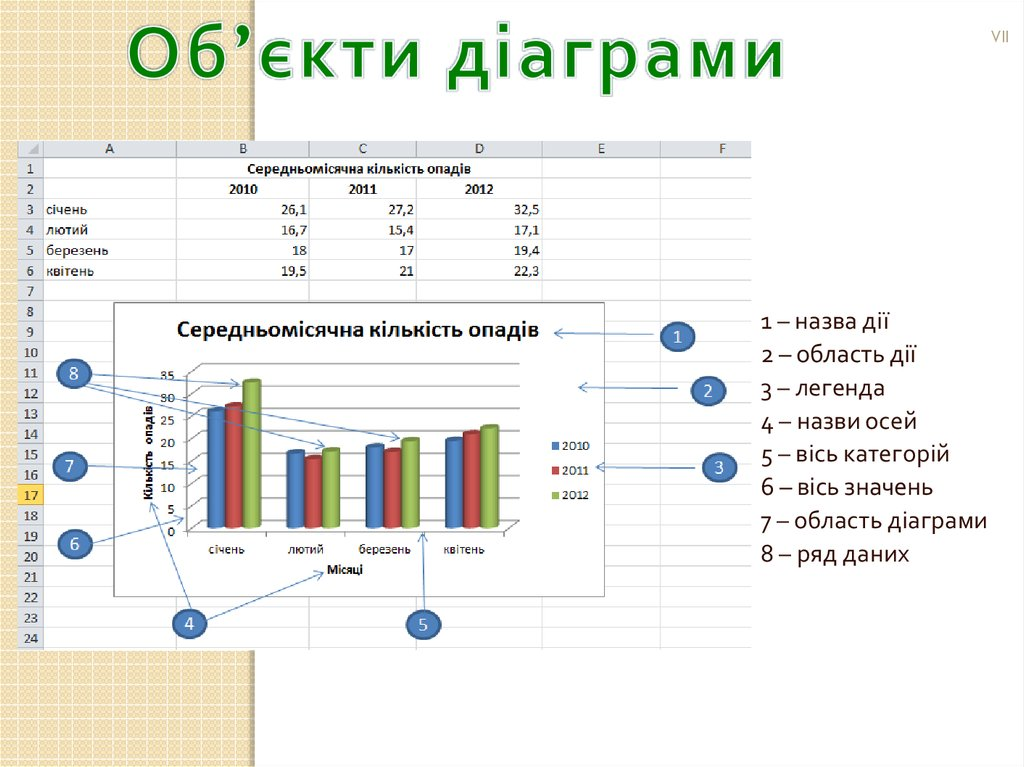 Об’єкти діаграми
VII
A B C D E F
1 Середньомісячна кількість опадів
2 2010 2011 2012
3 січень 26,1 27,2 32,5
4 лютий 16,7 15,4 17,1
5 березень 18 17 19,4
6 квітень 19,5 21 22,3
7
8
9
10
11
12
13
14
15
16
17
18
19
20
21
22
23
24
Середньомісячна кількість опадів
Кількість опадів
35
30
25
20
15
10
5
0
січень лютий березень квітень
Місяці
2010
2011
2012
1
2
3
4
5
6
7
8
1 – назва дії
2 – область дії
3 – легенда
4 – назви осей
5 – вісь категорій
6 – вісь значень
7 – область діаграми
8 – ряд даних